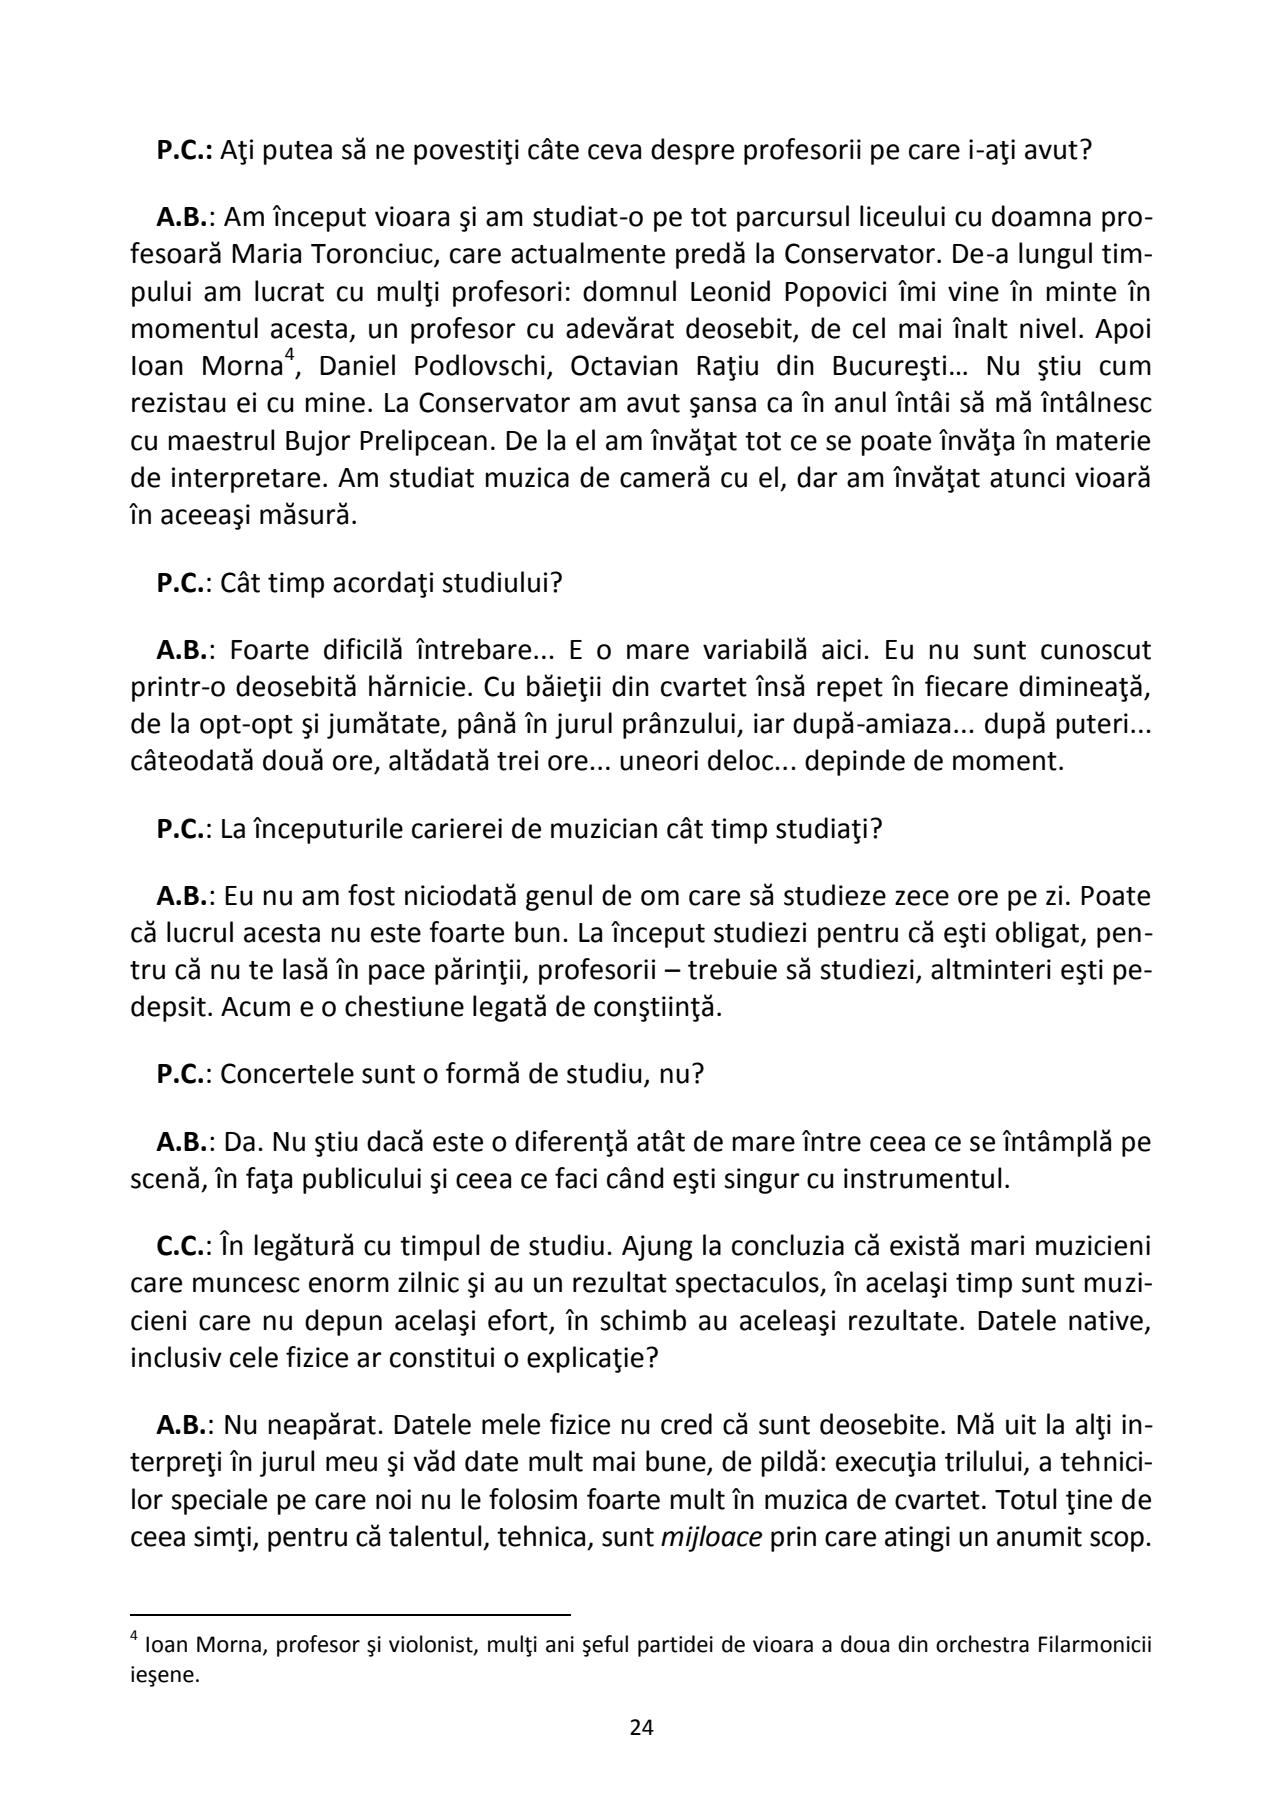 P.C.: Aţi putea să ne povestiţi câte ceva despre profesorii pe care i-aţi avut?
A.B.: Am început vioara şi am studiat-o pe tot parcursul liceului cu doamna pro-
fesoară Maria Toronciuc, care actualmente predă la Conservator. De-a lungul tim-
pului am lucrat cu mulţi profesori: domnul Leonid Popovici îmi vine în minte în
momentul acesta, un profesor cu adevărat deosebit, de cel mai înalt nivel. Apoi
Ioan Morna4, Daniel Podlovschi, Octavian Raţiu din Bucureşti… Nu ştiu cum
rezistau ei cu mine. La Conservator am avut şansa ca în anul întâi să mă întâlnesc
cu maestrul Bujor Prelipcean. De la el am învăţat tot ce se poate învăţa în materie
de interpretare. Am studiat muzica de cameră cu el, dar am învăţat atunci vioară
în aceeaşi măsură.
P.C.: Cât timp acordaţi studiului?
A.B.: Foarte dificilă întrebare... E o mare variabilă aici. Eu nu sunt cunoscut
printr-o deosebită hărnicie. Cu băieţii din cvartet însă repet în fiecare dimineaţă,
de la opt-opt şi jumătate, până în jurul prânzului, iar după-amiaza... după puteri...
câteodată două ore, altădată trei ore... uneori deloc... depinde de moment.
P.C.: La începuturile carierei de muzician cât timp studiaţi?
A.B.: Eu nu am fost niciodată genul de om care să studieze zece ore pe zi. Poate
că lucrul acesta nu este foarte bun. La început studiezi pentru că eşti obligat, pen-
tru că nu te lasă în pace părinţii, profesorii – trebuie să studiezi, altminteri eşti pe-
depsit. Acum e o chestiune legată de conştiinţă.
P.C.: Concertele sunt o formă de studiu, nu?
A.B.: Da. Nu ştiu dacă este o diferenţă atât de mare între ceea ce se întâmplă pe
scenă, în faţa publicului şi ceea ce faci când eşti singur cu instrumentul.
C.C.: În legătură cu timpul de studiu. Ajung la concluzia că există mari muzicieni
care muncesc enorm zilnic şi au un rezultat spectaculos, în acelaşi timp sunt muzi-
cieni care nu depun acelaşi efort, în schimb au aceleaşi rezultate. Datele native,
inclusiv cele fizice ar constitui o explicaţie?
A.B.: Nu neapărat. Datele mele fizice nu cred că sunt deosebite. Mă uit la alţi in-
terpreţi în jurul meu şi văd date mult mai bune, de pildă: execuţia trilului, a tehnici-
lor speciale pe care noi nu le folosim foarte mult în muzica de cvartet. Totul ţine de
ceea simţi, pentru că talentul, tehnica, sunt mijloace prin care atingi un anumit scop.
4 Ioan Morna, profesor şi violonist, mulţi ani şeful partidei de vioara a doua din orchestra Filarmonicii
ieşene.
24